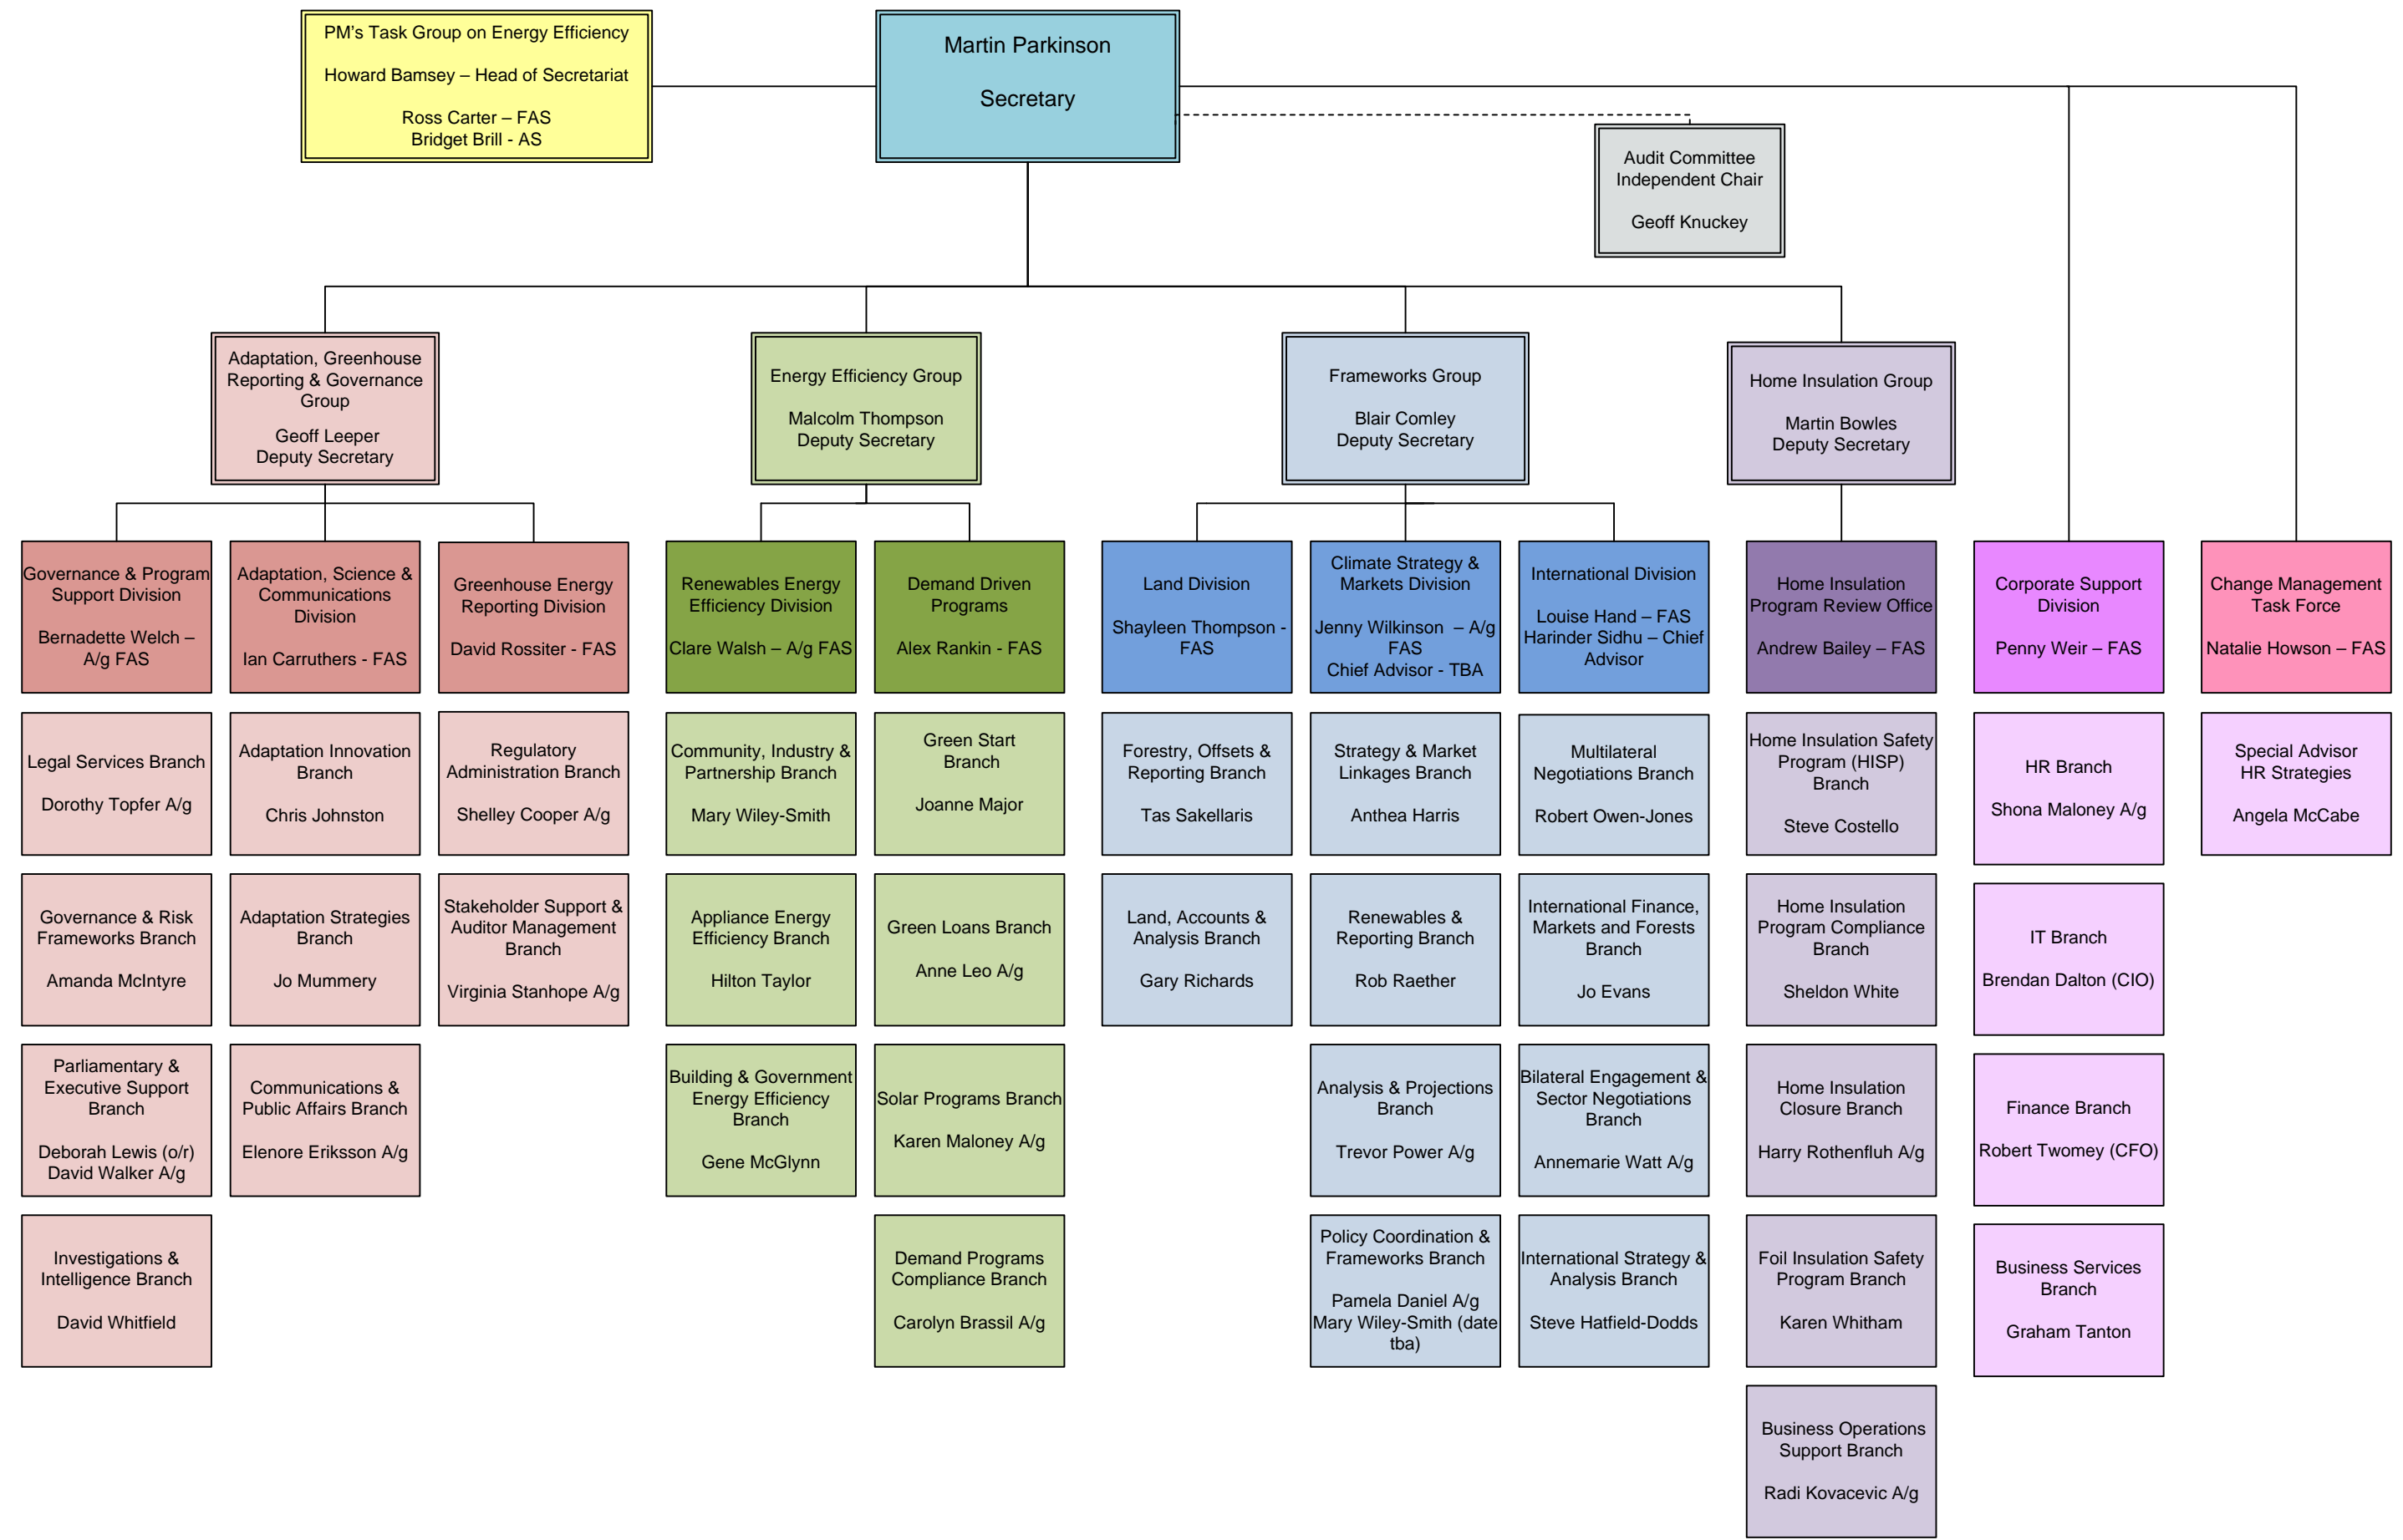 PM's Task Group on Energy Efficiency
Howard Bamsey – Head of Secretariat
Ross Carter – FAS
Bridget Brill - AS
Martin Parkinson
Secretary
Audit Committee
Independent Chair
Geoff Knuckey
Adaptation, Greenhouse
Reporting & Governance
Group
Geoff Leeper
Deputy Secretary
Energy Efficiency Group
Malcolm Thompson
Deputy Secretary
Frameworks Group
Blair Comley
Deputy Secretary
Home Insulation Group
Martin Bowles
Deputy Secretary
Governance & Program
Support Division
Bernadette Welch –
A/g FAS
Adaptation, Science &
Communications
Division
Ian Carruthers - FAS
Greenhouse Energy
Reporting Division
David Rossiter - FAS
Renewables Energy
Efficiency Division
Clare Walsh – A/g FAS
Demand Driven
Programs
Alex Rankin - FAS
Land Division
Shayleen Thompson -
FAS
Climate Strategy &
Markets Division
Jenny Wilkinson – A/g
FAS
Chief Advisor - TBA
International Division
Louise Hand – FAS
Harinder Sidhu – Chief
Advisor
Home Insulation
Program Review Office
Andrew Bailey – FAS
Corporate Support
Division
Penny Weir – FAS
Change Management
Task Force
Natalie Howson – FAS
Legal Services Branch
Dorothy Topfer A/g
Adaptation Innovation
Branch
Chris Johnston
Regulatory
Administration Branch
Shelley Cooper A/g
Community, Industry &
Partnership Branch
Mary Wiley-Smith
Green Start
Branch
Joanne Major
Forestry, Offsets &
Reporting Branch
Tas Sakellaris
Strategy & Market
Linkages Branch
Anthea Harris
Multilateral
Negotiations Branch
Robert Owen-Jones
Home Insulation Safety
Program (HISP)
Branch
Steve Costello
HR Branch
Shona Maloney A/g
Special Advisor
HR Strategies
Angela McCabe
Governance & Risk
Frameworks Branch
Amanda McIntyre
Adaptation Strategies
Branch
Jo Mummery
Stakeholder Support &
Auditor Management
Branch
Virginia Stanhope A/g
Appliance Energy
Efficiency Branch
Hilton Taylor
Green Loans Branch
Anne Leo A/g
Land, Accounts &
Analysis Branch
Gary Richards
Renewables &
Reporting Branch
Rob Raether
International Finance,
Markets and Forests
Branch
Jo Evans
Home Insulation
Program Compliance
Branch
Sheldon White
IT Branch
Brendan Dalton (CIO)
Parliamentary &
Executive Support
Branch
Deborah Lewis (o/r)
David Walker A/g
Communications &
Public Affairs Branch
Elenore Eriksson A/g
Building & Government
Energy Efficiency
Branch
Gene McGlynn
Solar Programs Branch
Karen Maloney A/g
Analysis & Projections
Branch
Trevor Power A/g
Bilateral Engagement &
Sector Negotiations
Branch
Annemarie Watt A/g
Home Insulation
Closure Branch
Harry Rothenfluh A/g
Finance Branch
Robert Twomey (CFO)
Investigations &
Intelligence Branch
David Whitfield
Demand Programs
Compliance Branch
Carolyn Brassil A/g
Policy Coordination &
Frameworks Branch
Pamela Daniel A/g
Mary Wiley-Smith (date
tba)
International Strategy &
Analysis Branch
Steve Hatfield-Dodds
Foil Insulation Safety
Program Branch
Karen Whitham
Business Services
Branch
Graham Tanton
Business Operations
Support Branch
Radi Kovacevic A/g